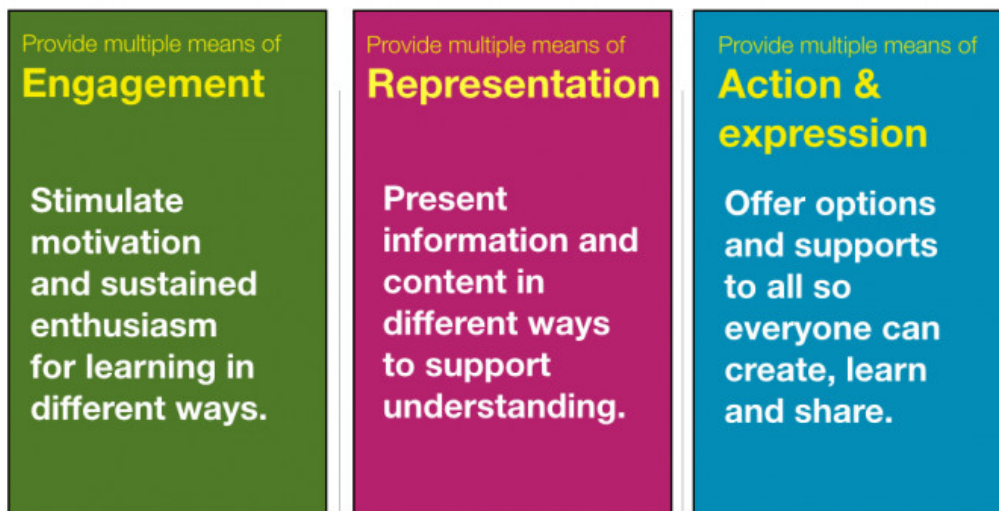 Provide multiple means of
Engagement
Stimulate
motivation
and sustained
enthusiasm
for learning in
different ways.
Provide multiple means of
Representation
Present
information and
content in
different ways
to support
understanding.
Provide multiple means of
Action &
expression
Offer options
and supports
to all so
everyone can
create, learn
and share.